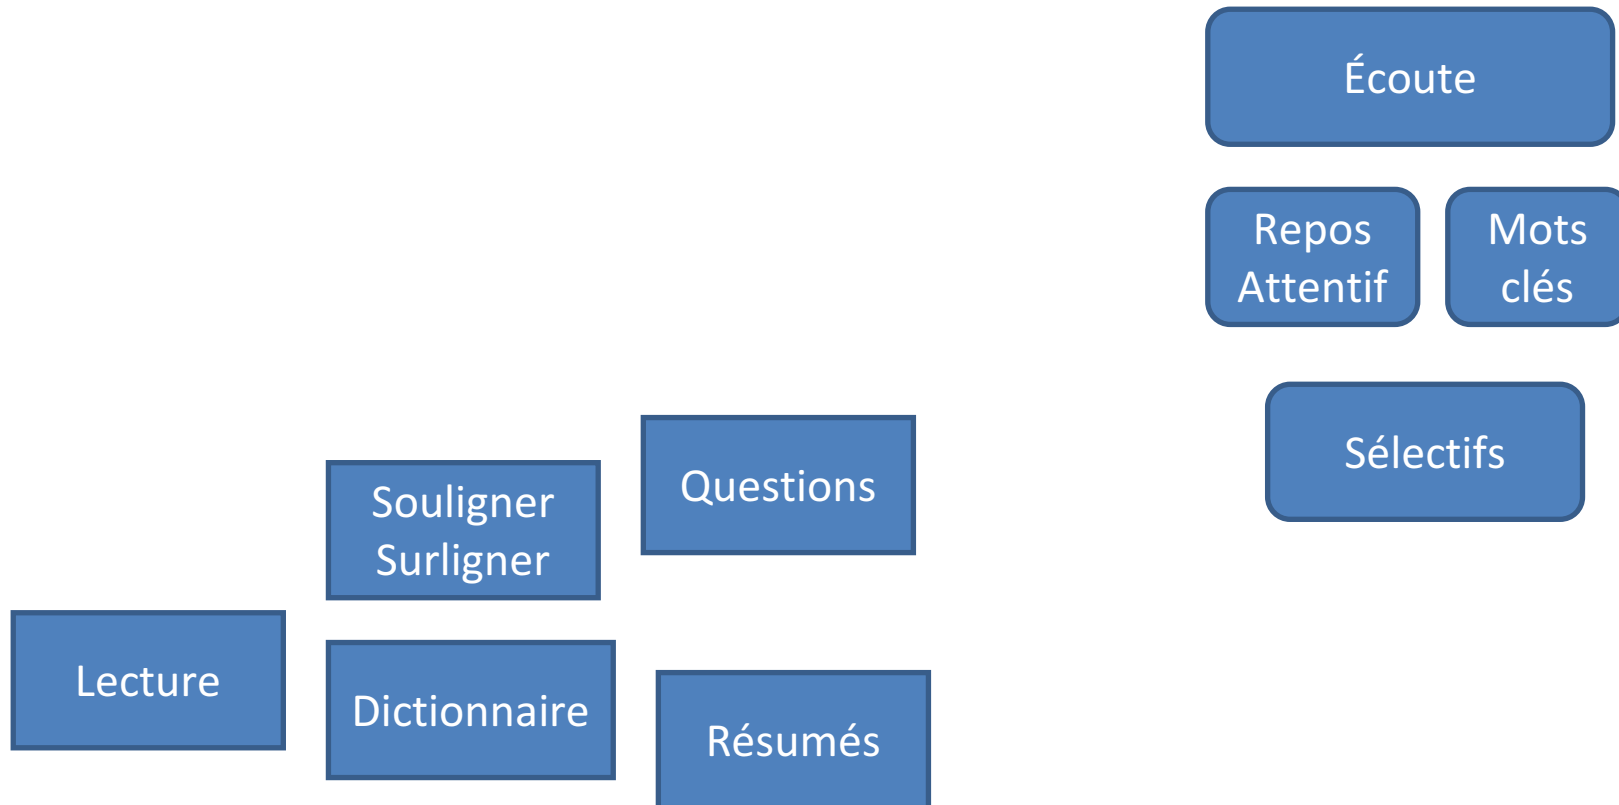 Écoute
Repos
Attentif
Mots
clés
Sélectifs
Questions
Souligner
Surligner
Lecture
Dictionnaire
Résumés